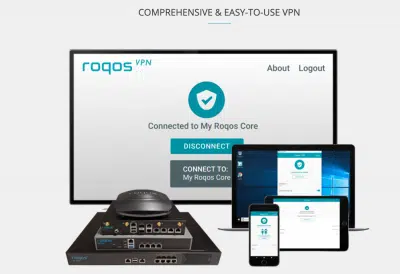 COMPREHENSIVE & EASY-TO-USE VPN
roqos VPN
About Logout
Connected to My Roqos Core
DISCONNECT
CONNECT TO:
My Roqos Core